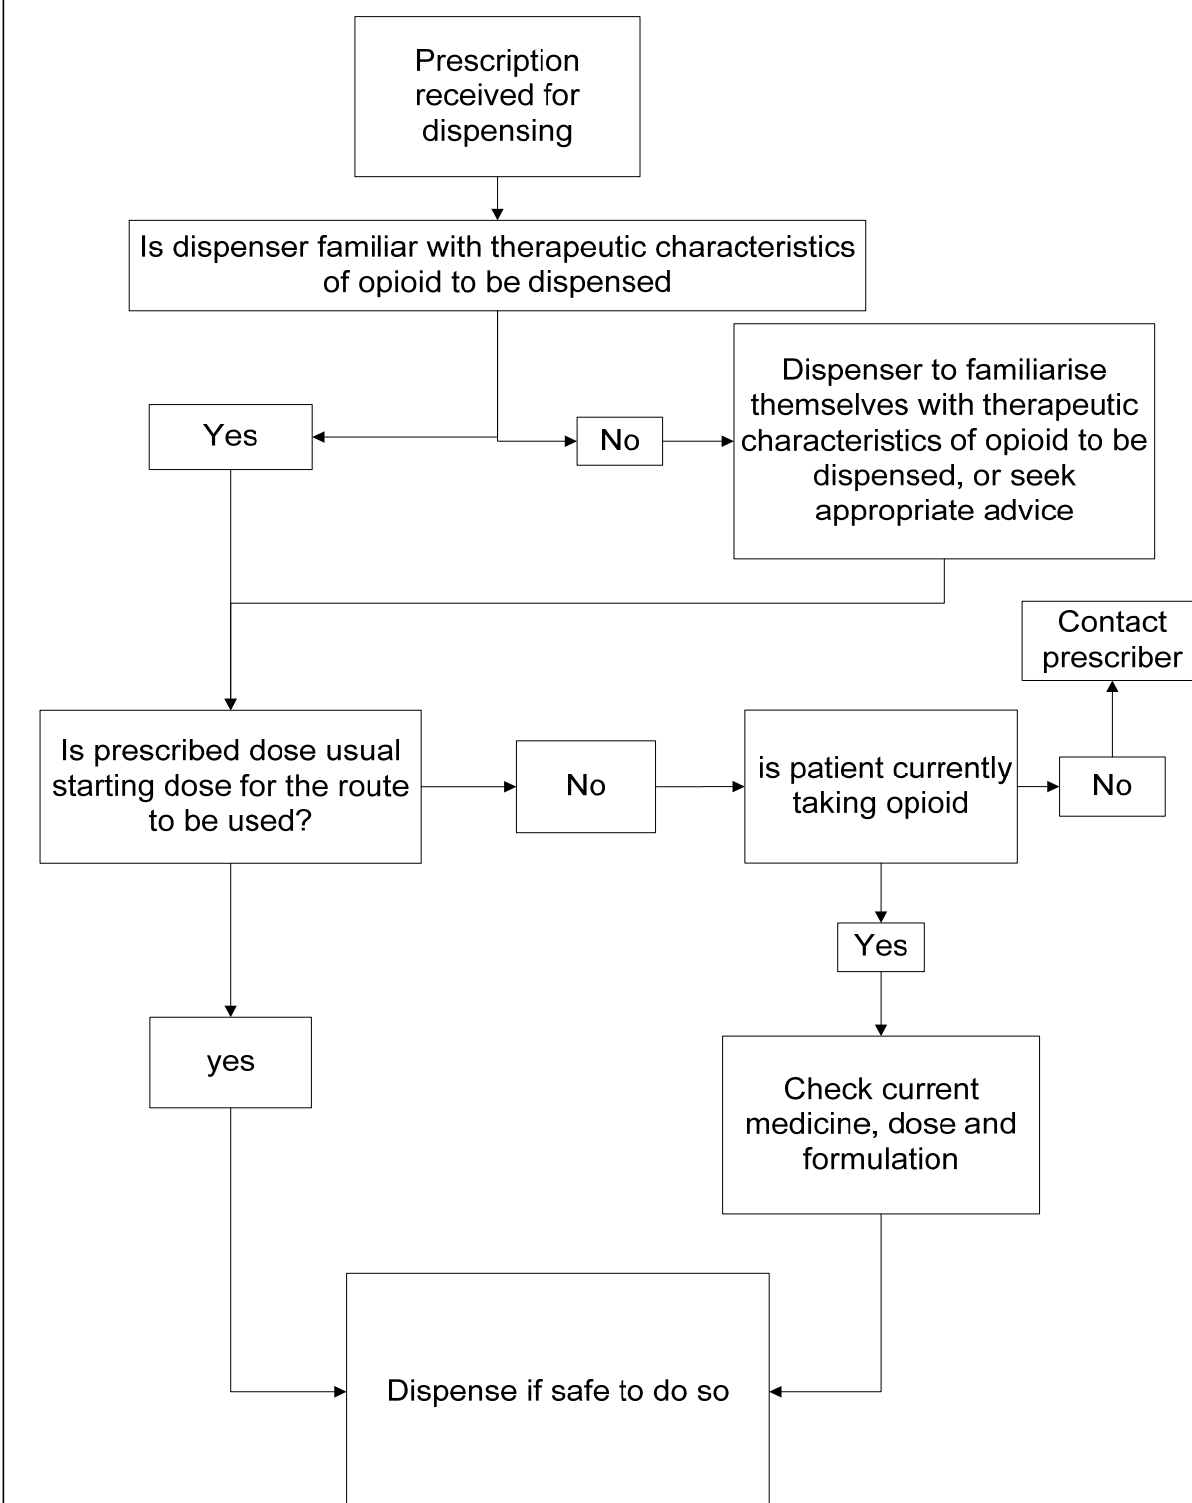 Prescription
received for
dispensing
Is dispenser familiar with therapeutic characteristics
of opioid to be dispensed
Dispenser to familiarise
themselves with therapeutic
characteristics of opioid to be
dispensed, or seek
appropriate advice
Yes
No
Contact
prescriber
Is prescribed dose usual
starting dose for the route
to be used?
No
is patient currently
taking opioid
No
Yes
yes
Check current
medicine, dose and
formulation
Dispense if safe to do so